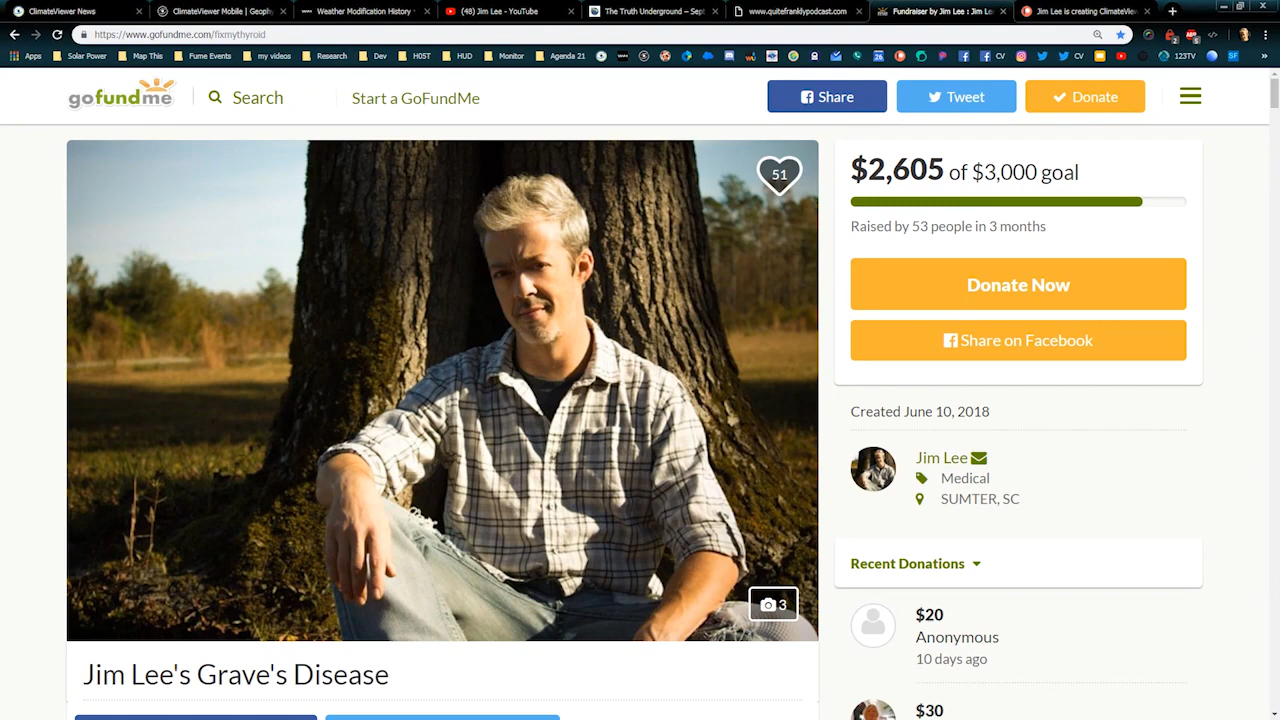 ClimateViewer News
ClimateViewer Mobile | Geoph
Weather Modification History
(48) Jim Lee - YouTube
The Truth Underground – Sept
www.quitefranklypodcast.com
Fundraiser by Jim Lee : Jim Le
Jim Lee is creating ClimateVie
https://www.gofundme.com/fixmythyroid
Apps
Solar Power
Map This
Fume Events
my videos
Research
Dev
H05T
HUD
Monitor
Agenda 21
CV
CV
123TV
SF
gofundme
Search
Start a GoFundMe
Share
Tweet
Donate
51
3
$2,605 of $3,000 goal
Raised by 53 people in 3 months
Donate Now
Share on Facebook
Created June 10, 2018
Jim Lee
Medical
SUMTER, SC
Recent Donations
$20
Anonymous
10 days ago
$30
Jim Lee's Grave's Disease